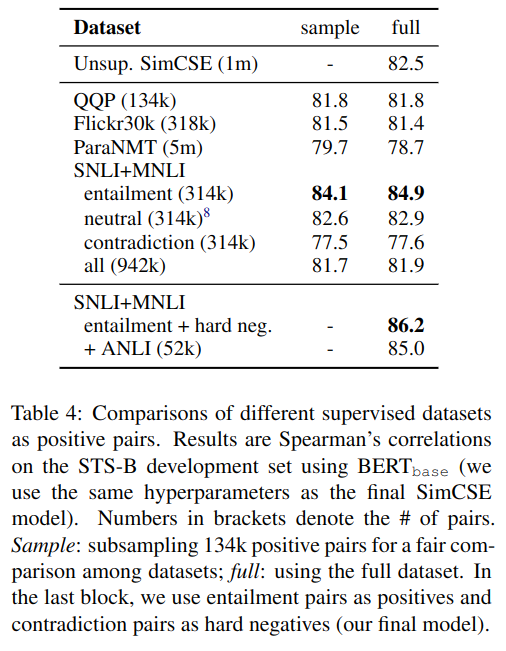 Dataset sample full
Unsup. SimCSE (1m) - 82.5
QQP (134k) 81.8 81.8
Flickr30k (318k) 81.5 81.4
ParaNMT (5m) 79.7 78.7
SNLI+MNLI
entailment (314k) 84.1 84.9
neutral (314k)8 82.6 82.9
contradiction (314k) 77.5 77.6
all (942k) 81.7 81.9
SNLI+MNLI
entailment + hard neg. - 86.2
+ ANLI (52k) - 85.0
Table 4: Comparisons of different supervised datasets
as positive pairs. Results are Spearman's correlations
on the STS-B development set using BERTbase (we
use the same hyperparameters as the final SimCSE
model). Numbers in brackets denote the # of pairs.
Sample: subsampling 134k positive pairs for a fair com-
parison among datasets; full: using the full dataset. In
the last block, we use entailment pairs as positives and
contradiction pairs as hard negatives (our final model).